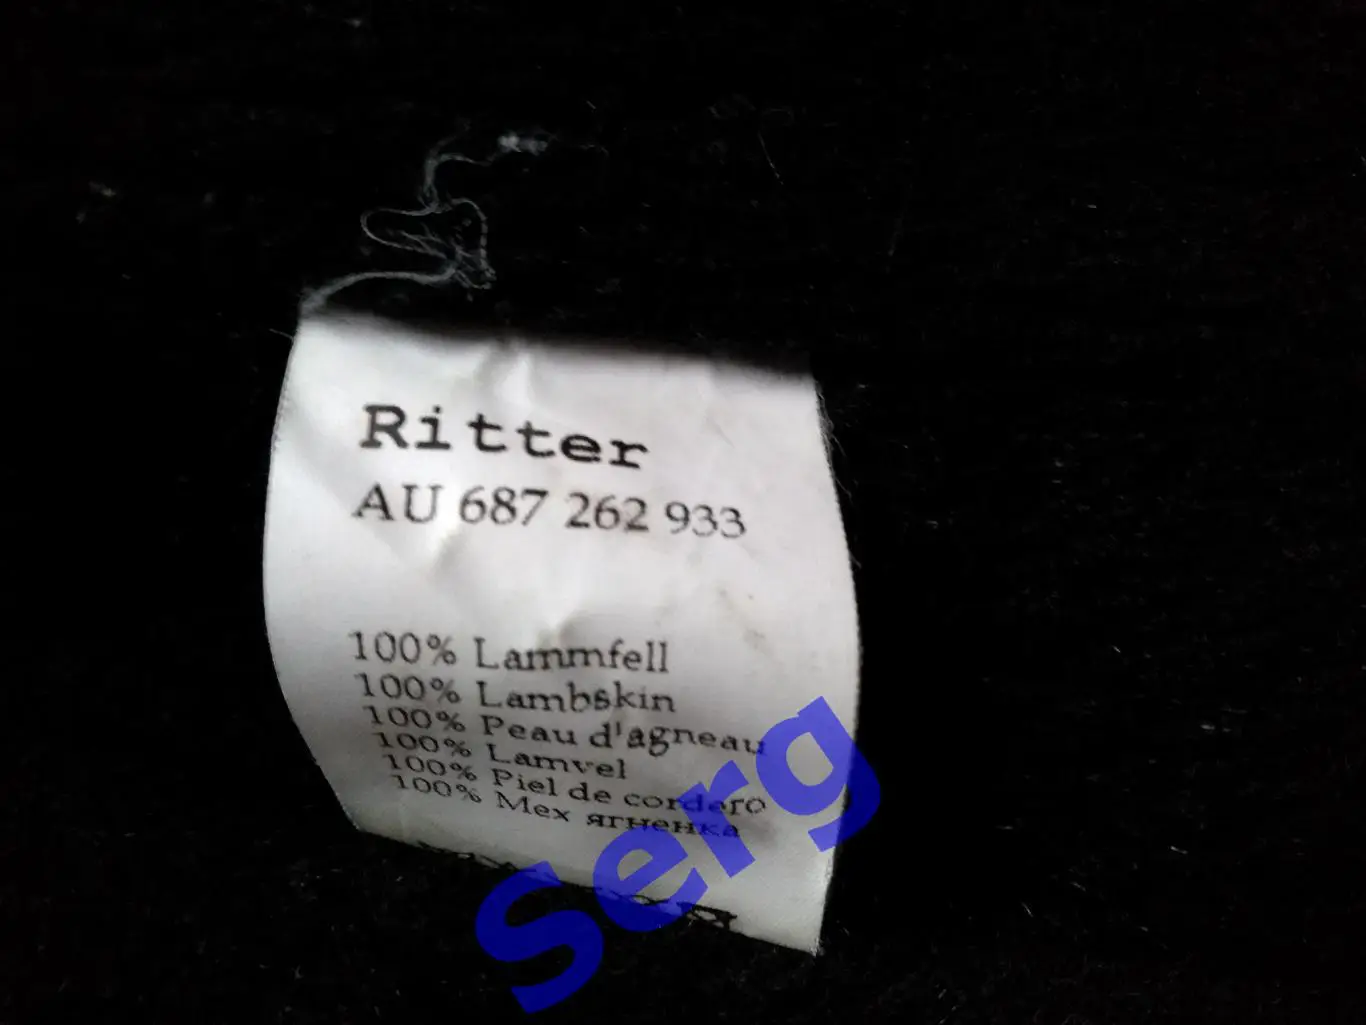 Ritter
AU 687 262 933
100% Lammfell
100% Lambskin
100% Peau d'agneau
100% Lamvel
100% Piel de cordero
100% Мех ягненка
Serg